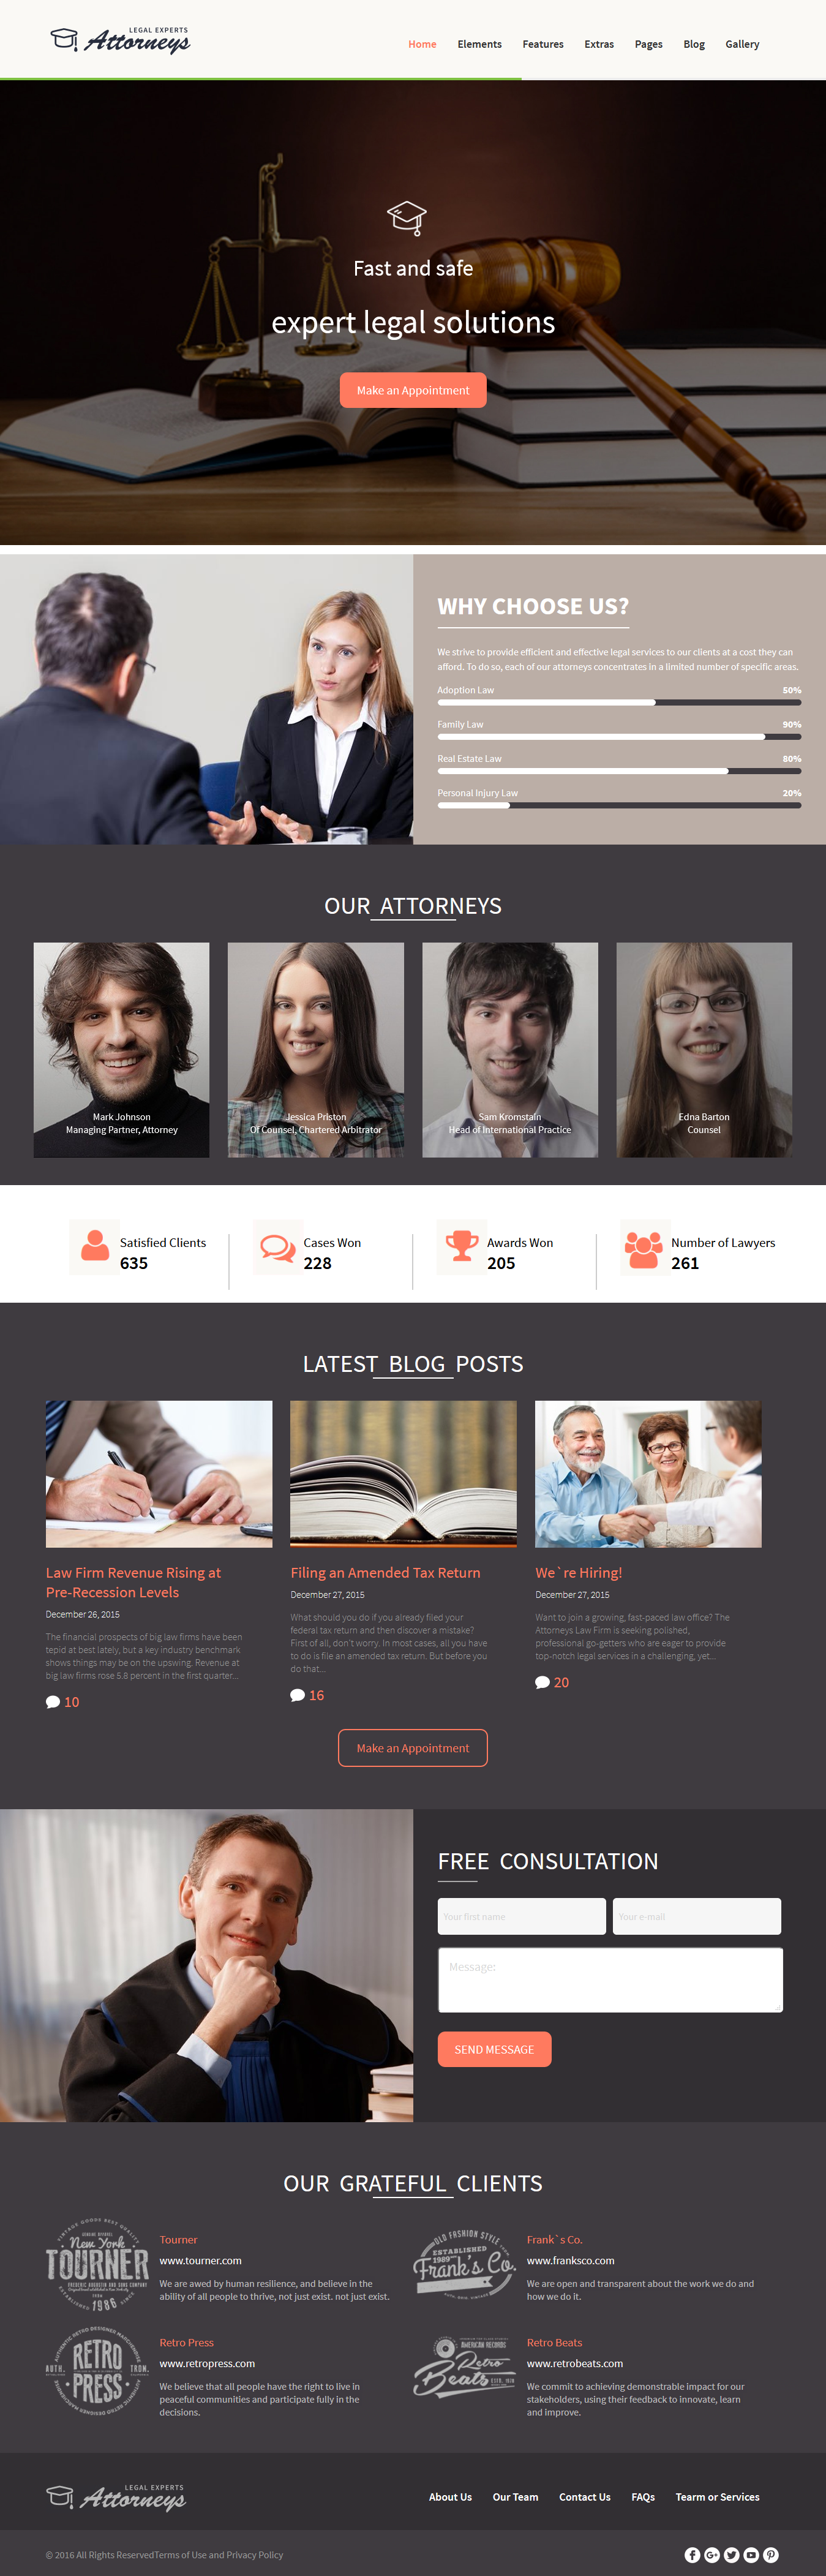 LEGAL EXPERTS
Attorneys
Home Elements Features Extras Pages Blog Gallery
Fast and safe
expert legal solutions
Make an Appointment
WHY CHOOSE US?
We strive to provide efficient and effective legal services to our clients at a cost they can
afford. To do so, each of our attorneys concentrates in a limited number of specific areas.
Adoption Law 50%
Family Law 90%
Real Estate Law 80%
Personal Injury Law 20%
OUR ATTORNEYS
Mark Johnson
Managing Partner, Attorney
Jessica Priston
Of Counsel, Chartered Arbitrator
Sam Kromstain
Head of International Practice
Edna Barton
Counsel
Satisfied Clients
635
Cases Won
228
Awards Won
205
Number of Lawyers
261
LATEST BLOG POSTS
Law Firm Revenue Rising at
Pre-Recession Levels
December 26, 2015
The financial prospects of big law firms have been
tepid at best lately, but a key industry benchmark
shows things may be on the upswing. Revenue at
big law firms rose 5.8 percent in the first quarter...
10
Filing an Amended Tax Return
December 27, 2015
What should you do if you already filed your
federal tax return and then discover a mistake?
First of all, don't worry. In most cases, all you have
to do is file an amended tax return. But before you
do that...
16
We`re Hiring!
December 27, 2015
Want to join a growing, fast-paced law office? The
Attorneys Law Firm is seeking polished,
professional go-getters who are eager to provide
top-notch legal services in a challenging, yet...
20
Make an Appointment
FREE CONSULTATION
Your first name
Your e-mail
Message:
SEND MESSAGE
OUR GRATEFUL CLIENTS
VINTAGE GOODS BEST QUALITY
New York
TOURNER
FREDERIC AUGUSTIN AND SONS COMPANY
1986
Tourner
www.tourner.com
We are awed by human resilience, and believe in the
ability of all people to thrive, not just exist. not just exist.
OLD FASHION STYLE
ESTABLISHED
1989
Frank's Co.
Frank`s Co.
www.franksco.com
We are open and transparent about the work we do and
how we do it.
AUTHENTIC RETRO DESIGNER MERCHANDISE
AUTH. RETRO TRDM.
PRESS
Retro Press
www.retropress.com
We believe that all people have the right to live in
peaceful communities and participate fully in the
decisions.
AMERICAN RECORDS
Retro
Beats
Retro Beats
www.retrobeats.com
We commit to achieving demonstrable impact for our
stakeholders, using their feedback to innovate, learn
and improve.
LEGAL EXPERTS
Attorneys
About Us Our Team Contact Us FAQs Tearm or Services
© 2016 All Rights ReservedTerms of Use and Privacy Policy